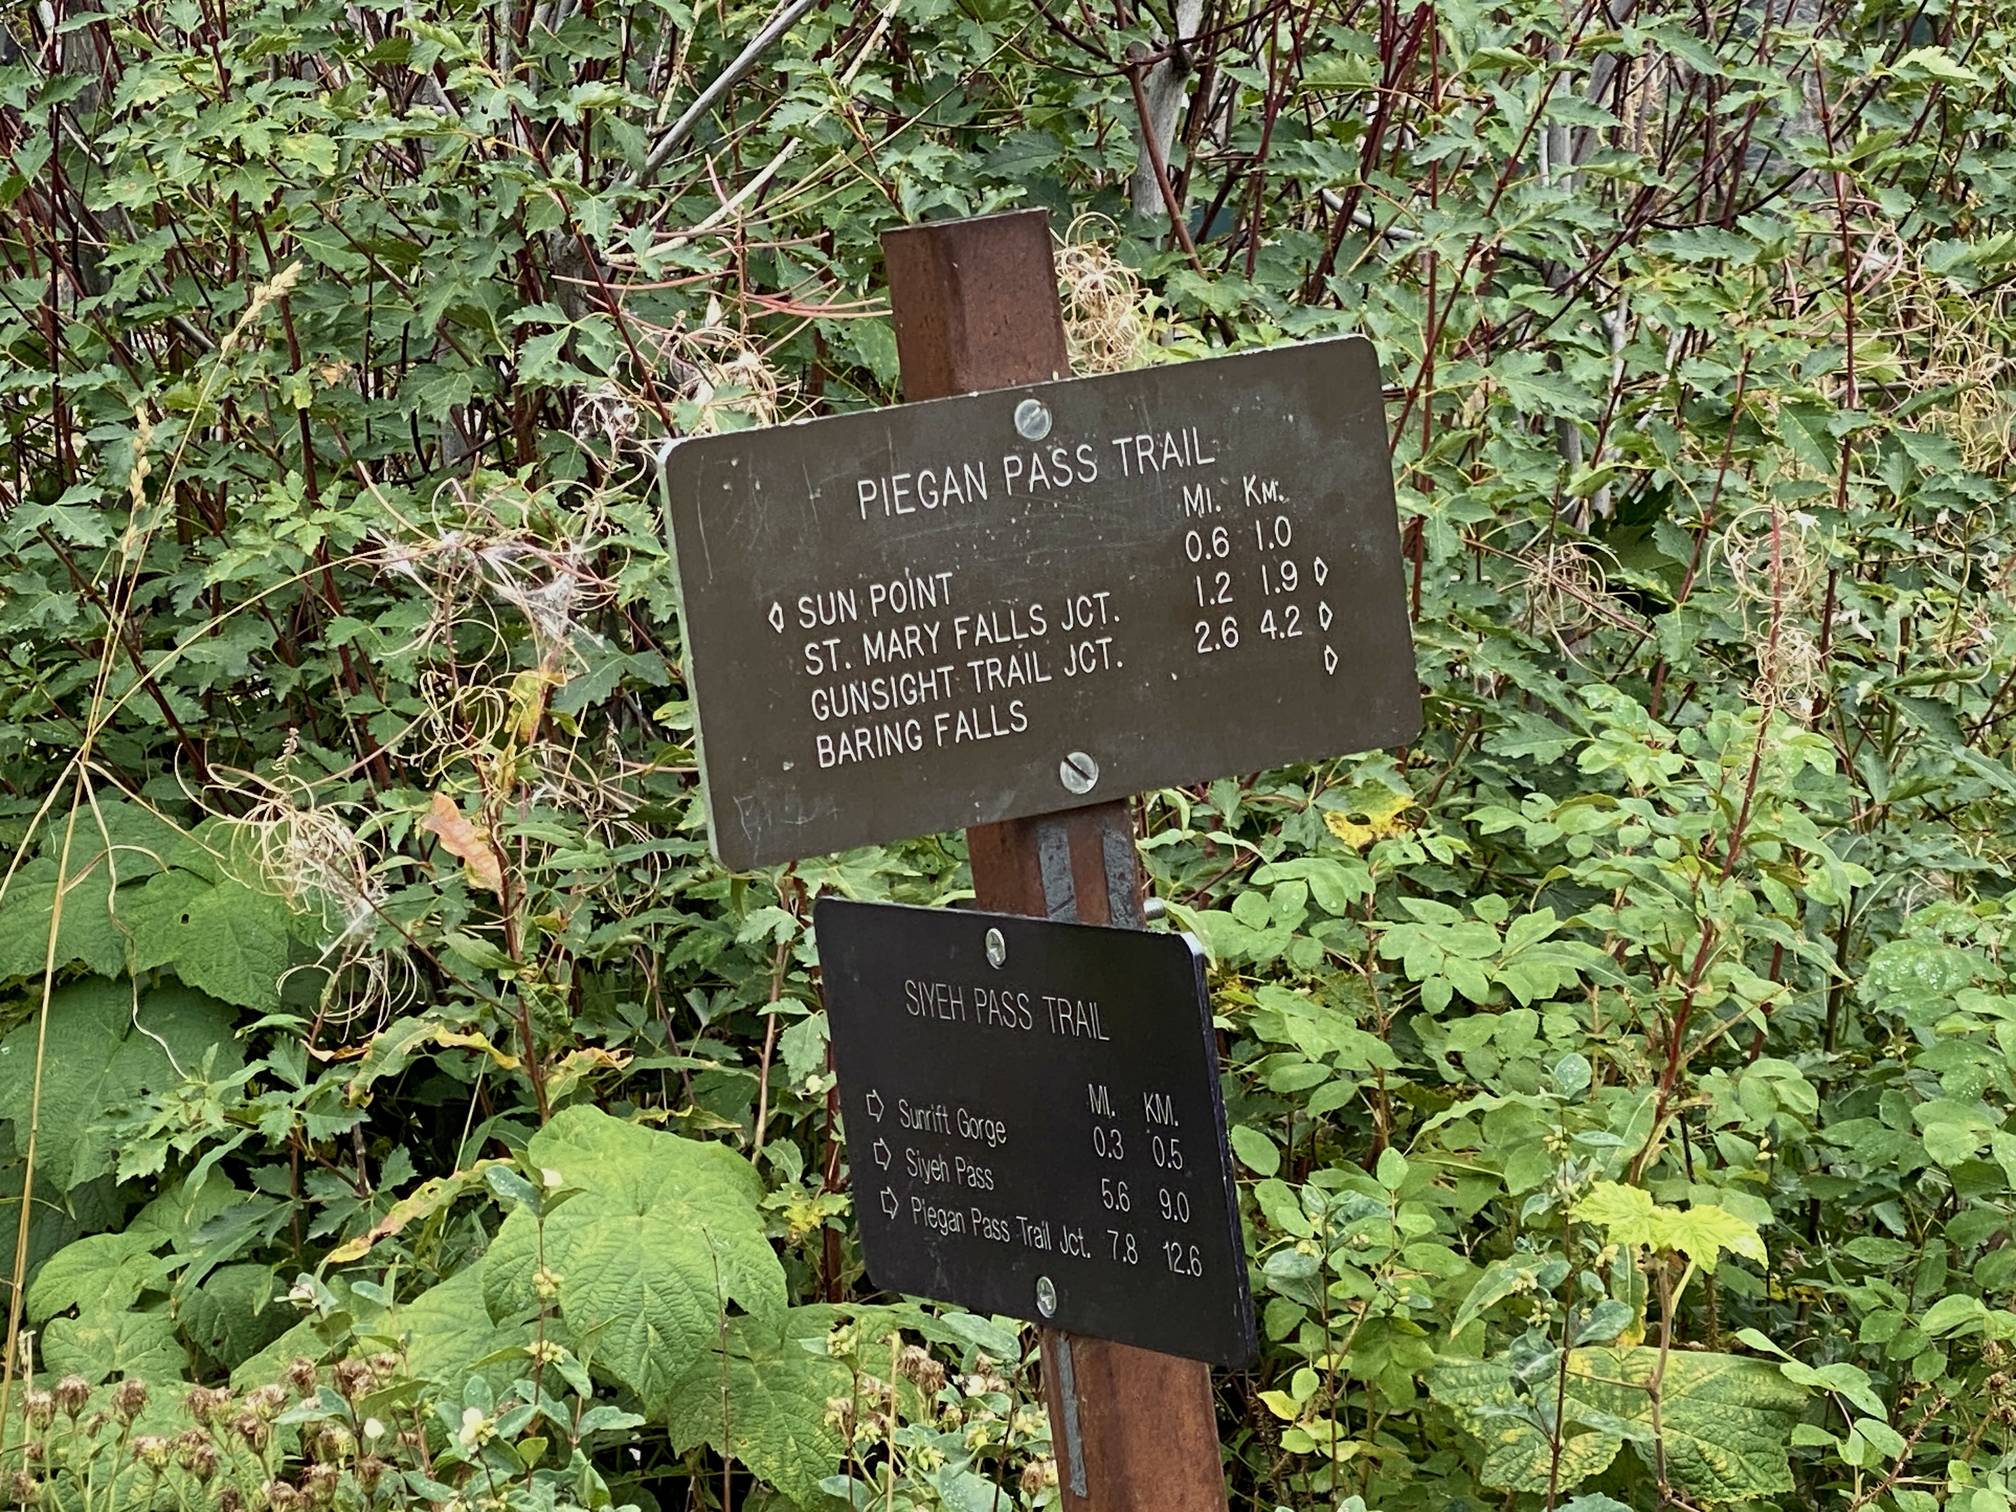 PIEGAN PASS TRAIL
MI. KM.
SUN POINT 0.6 1.0
ST. MARY FALLS JCT. 1.2 1.9
GUNSIGHT TRAIL JCT. 2.6 4.2
BARING FALLS
SIYEH PASS TRAIL
MI. KM.
Sunrift Gorge 0.3 0.5
Siyeh Pass 5.6 9.0
Piegan Pass Trail Jct. 7.8 12.6